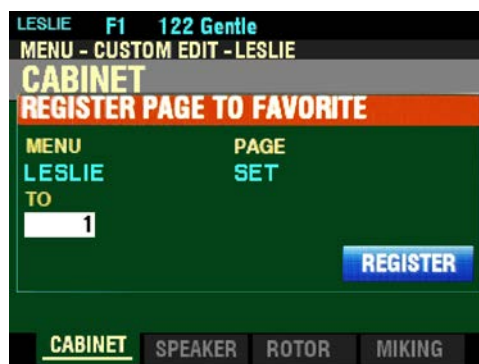 LESLIE F1 122 Gentle
MENU - CUSTOM EDIT - LESLIE
CABINET
REGISTER PAGE TO FAVORITE
MENU PAGE
LESLIE SET
TO
1
REGISTER
CABINET SPEAKER ROTOR MIKING